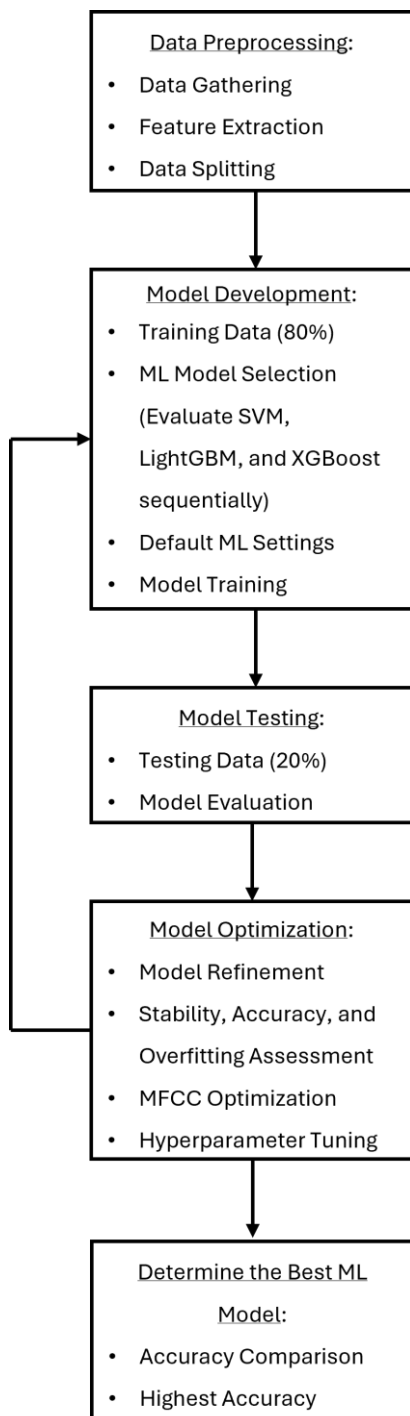 Data Preprocessing:
• Data Gathering
• Feature Extraction
• Data Splitting
Model Development:
• Training Data (80%)
• ML Model Selection
(Evaluate SVM,
LightGBM, and XGBoost
sequentially)
• Default ML Settings
• Model Training
Model Testing:
• Testing Data (20%)
• Model Evaluation
Model Optimization:
• Model Refinement
• Stability, Accuracy, and
Overfitting Assessment
• MFCC Optimization
• Hyperparameter Tuning
Determine the Best ML
Model:
• Accuracy Comparison
• Highest Accuracy